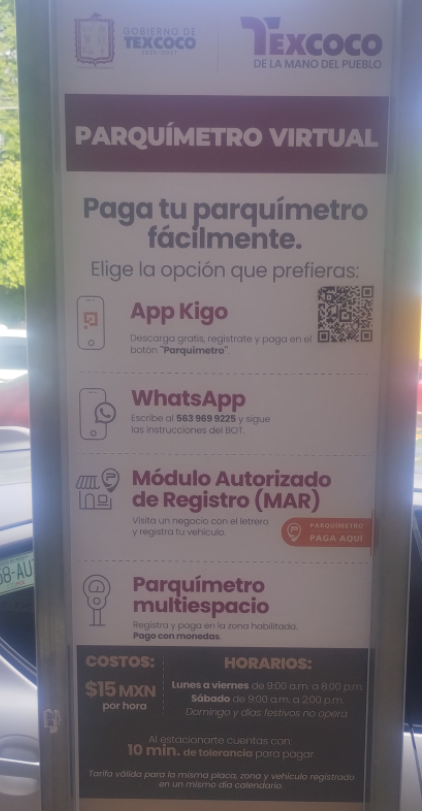 GOBIERNO DE
TEXCOCO
TEXCOCO
DE LA MANO DEL PUEBLO
PARQUÍMETRO VIRTUAL
Paga tu parquímetro
fácilmente.
Elige la opción que prefieras:
App Kigo
Descarga gratis, regístrate y paga en el
botón "Parquímetro"
WhatsApp
Escribe al 563 969 9225 y sigue
las instrucciones del BOT.
Módulo Autorizado
de Registro (MAR)
Visita un negocio con el letrero
y registra tu vehículo.
PARQUÍMETRO
PAGA AQUÍ
Parquímetro
multiespacio
Registra y paga en la zona habilitada.
Pago con monedas.
COSTOS:
$15 MXN
por hora
HORARIOS:
Lunes a viernes de 9:00 a.m. a 8:00 p.m.
Sábado de 9:00 a.m. a 2:00 p.m.
Domingo y días festivos no opera
Al estacionarte cuentas con:
10 min. de tolerancia para pagar
Tarifa válida para la misma placa, zona y vehículo registrado
en un mismo día calendario.